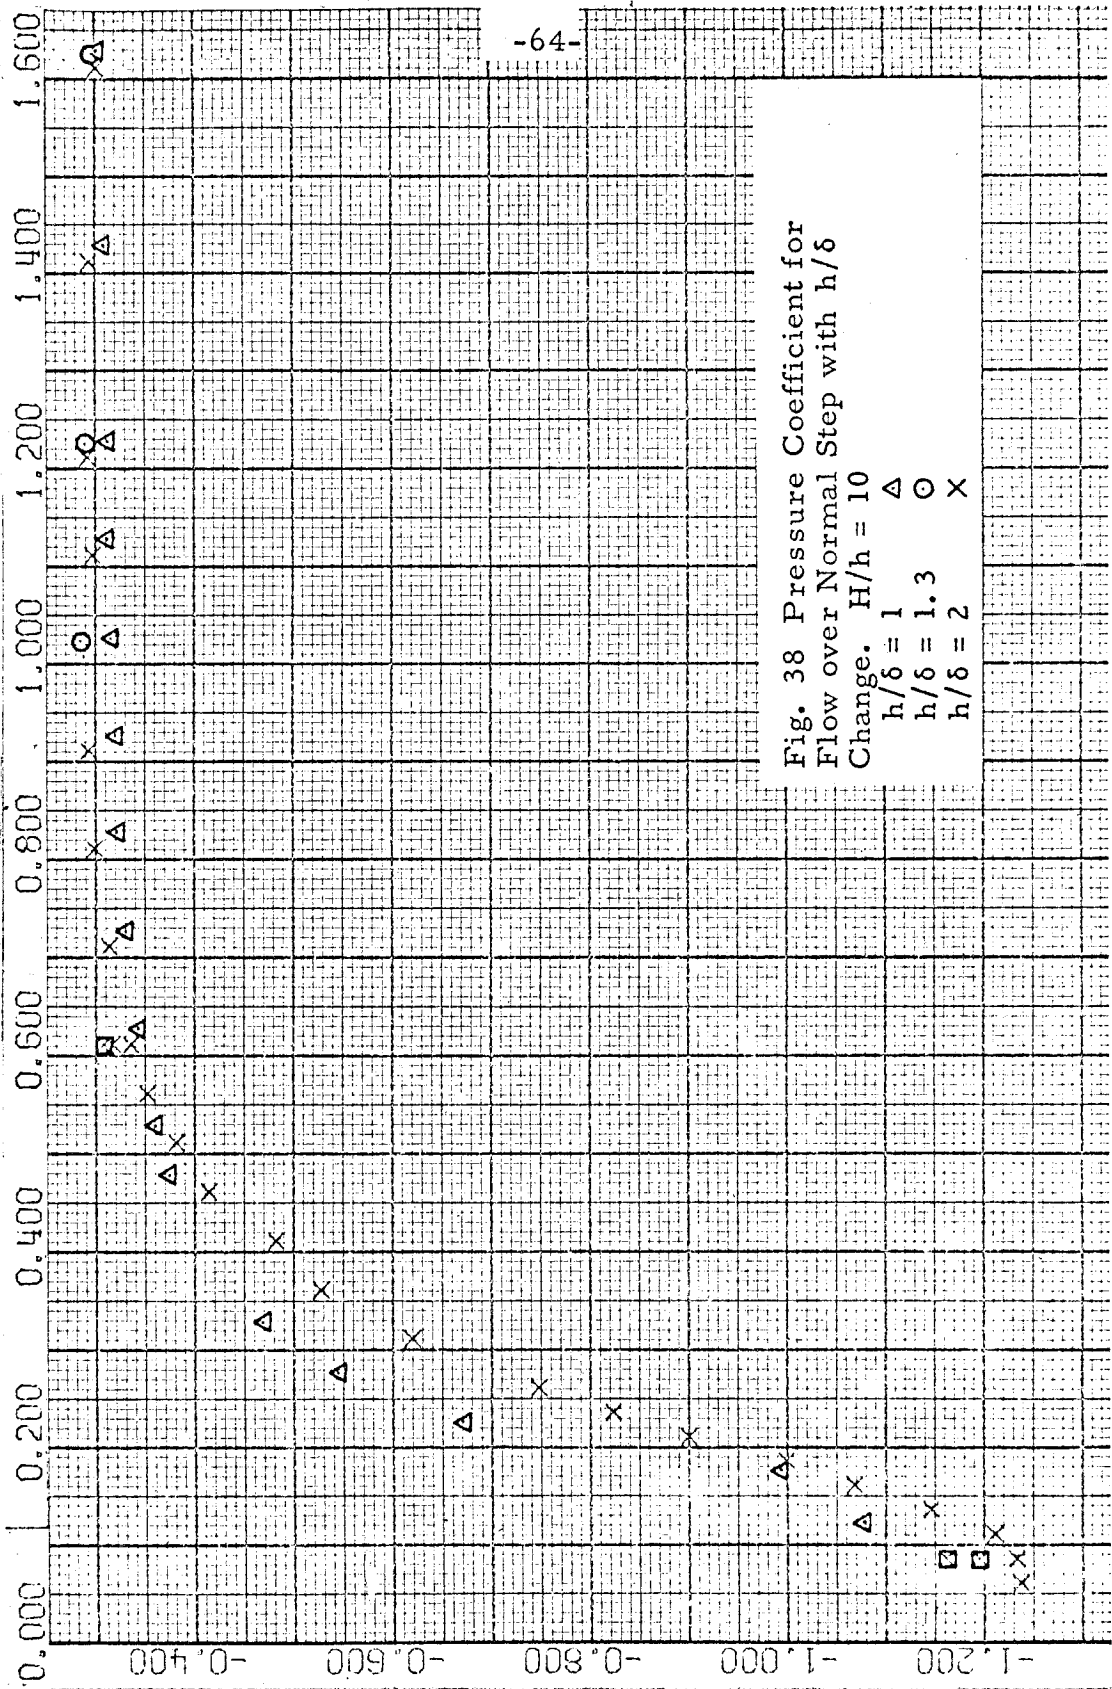 -64-
1.600
1.400
1.200
1.000
0.800
0.600
0.400
0.200
0.000
-0.400
-0.600
-0.800
-1.000
-1.200
Fig. 38 Pressure Coefficient for
Flow over Normal Step with h/δ
Change. H/h = 10
h/δ = 1 △
h/δ = 1.3 ○
h/δ = 2 ×